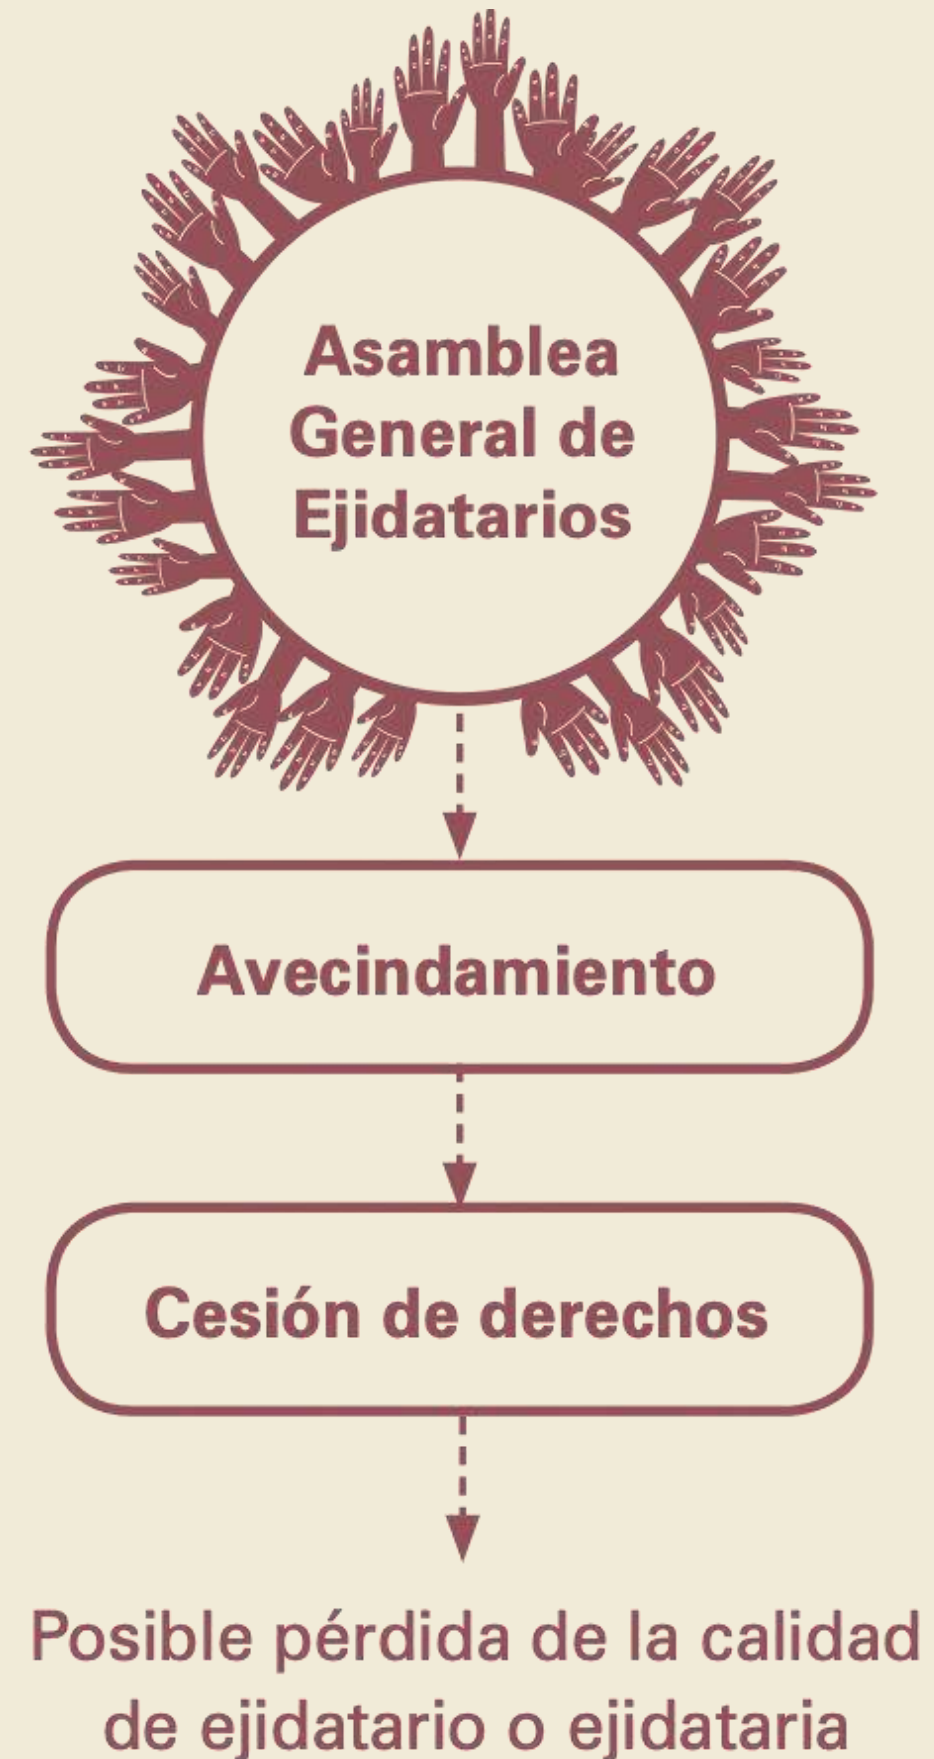 Asamblea
General de
Ejidatarios
Avecindamiento
Cesión de derechos
Posible pérdida de la calidad
de ejidatario o ejidataria